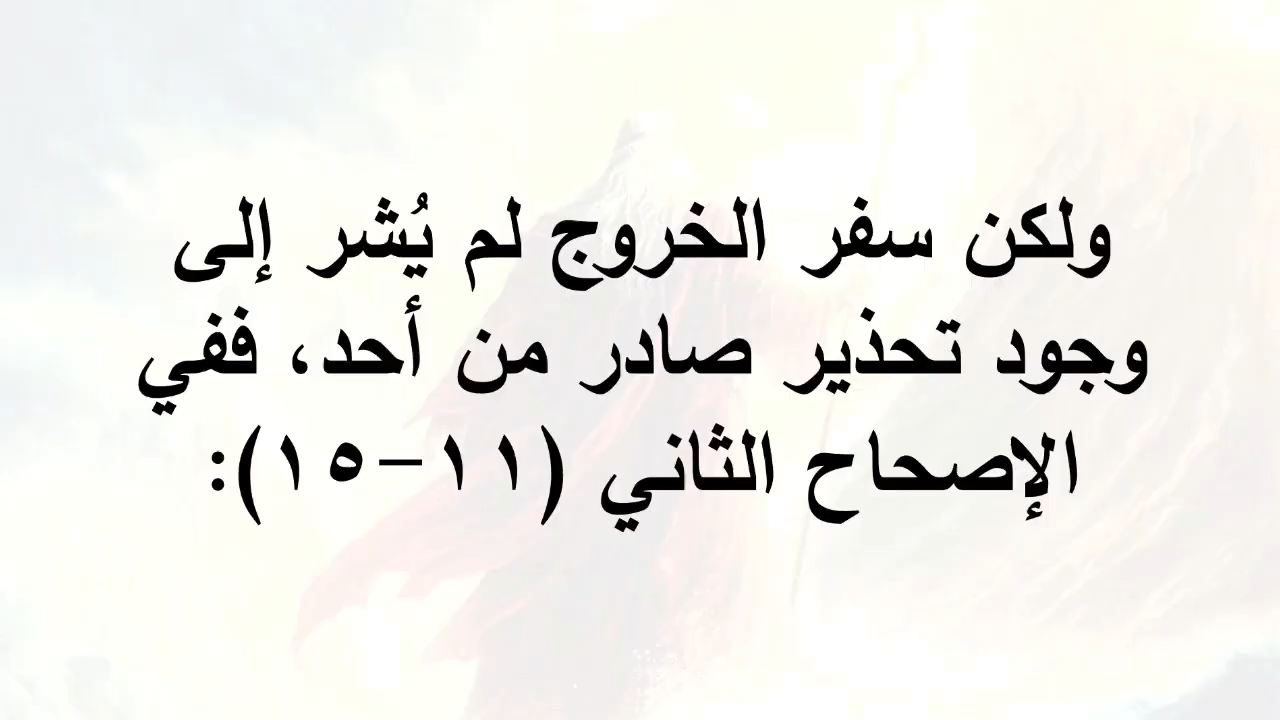 ولكن سفر الخروج لم يُشر إلى
وجود تحذير صادر من أحد، ففي
الإصحاح الثاني (١١-١٥):